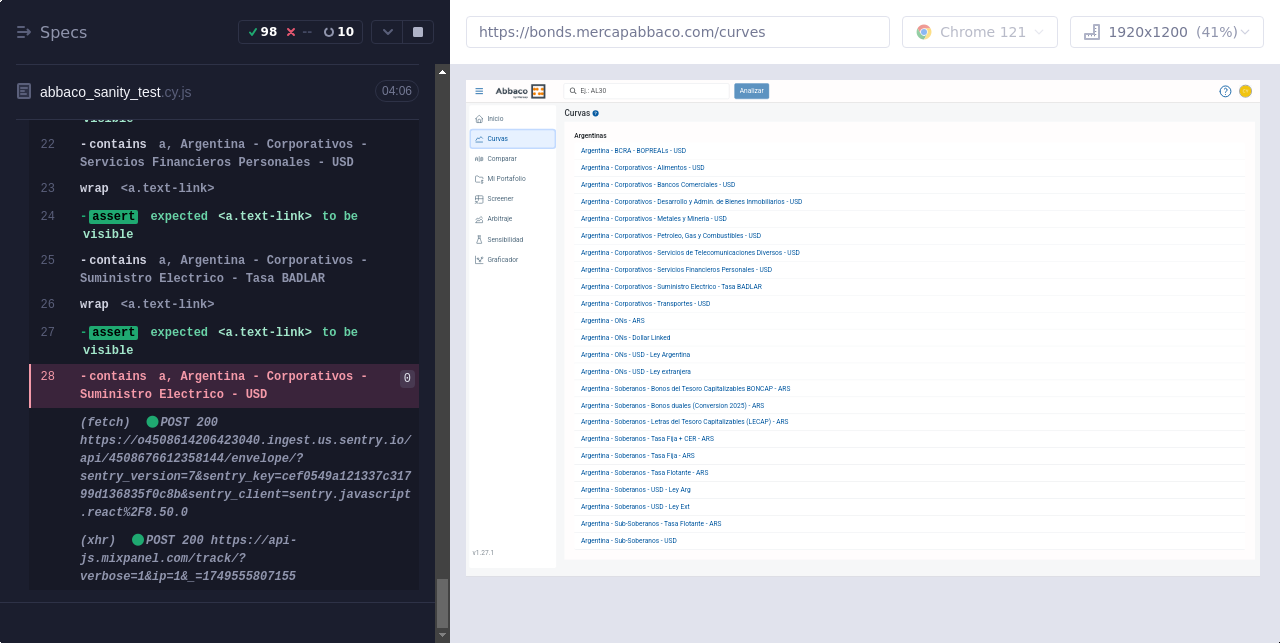 Specs
98 -- 10
abbaco_sanity_test.cy.js 04:06
visible
22 -contains a, Argentina - Corporativos -
Servicios Financieros Personales - USD
23 wrap <a.text-link>
24 -assert expected <a.text-link> to be
visible
25 -contains a, Argentina - Corporativos -
Suministro Electrico - Tasa BADLAR
26 wrap <a.text-link>
27 -assert expected <a.text-link> to be
visible
28 -contains a, Argentina - Corporativos - 0
Suministro Electrico - USD
(fetch) POST 200
https://o4508614206423040.ingest.us.sentry.io/
api/4508676612358144/envelope/?
sentry_version=7&sentry_key=cef0549a121337c317
99d136835f0c8b&sentry_client=sentry.javascript
.react%2F8.50.0
(xhr) POST 200 https://api-
js.mixpanel.com/track/?
verbose=1&ip=1&_=1749555807155
https://bonds.mercapabbaco.com/curves
Chrome 121
1920x1200 (41%)
Abbaco
Ej.: AL30
Analizar
Inicio
Curvas
Comparar
Mi Portafolio
Screener
Arbitraje
Sensibilidad
Graficador
v1.27.1
Curvas
Argentinas
Argentina - BCRA - BOPREALs - USD
Argentina - Corporativos - Alimentos - USD
Argentina - Corporativos - Bancos Comerciales - USD
Argentina - Corporativos - Desarrollo y Admin. de Bienes Inmobiliarios - USD
Argentina - Corporativos - Metales y Mineria - USD
Argentina - Corporativos - Petroleo, Gas y Combustibles - USD
Argentina - Corporativos - Servicios de Telecomunicaciones Diversos - USD
Argentina - Corporativos - Servicios Financieros Personales - USD
Argentina - Corporativos - Suministro Electrico - Tasa BADLAR
Argentina - Corporativos - Transportes - USD
Argentina - ONs - ARS
Argentina - ONs - Dollar Linked
Argentina - ONs - USD - Ley Argentina
Argentina - ONs - USD - Ley extranjera
Argentina - Soberanos - Bonos del Tesoro Capitalizables BONCAP - ARS
Argentina - Soberanos - Bonos duales (Conversion 2025) - ARS
Argentina - Soberanos - Letras del Tesoro Capitalizables (LECAP) - ARS
Argentina - Soberanos - Tasa Fija + CER - ARS
Argentina - Soberanos - Tasa Fija - ARS
Argentina - Soberanos - Tasa Flotante - ARS
Argentina - Soberanos - USD - Ley Arg
Argentina - Soberanos - USD - Ley Ext
Argentina - Sub-Soberanos - Tasa Flotante - ARS
Argentina - Sub-Soberanos - USD